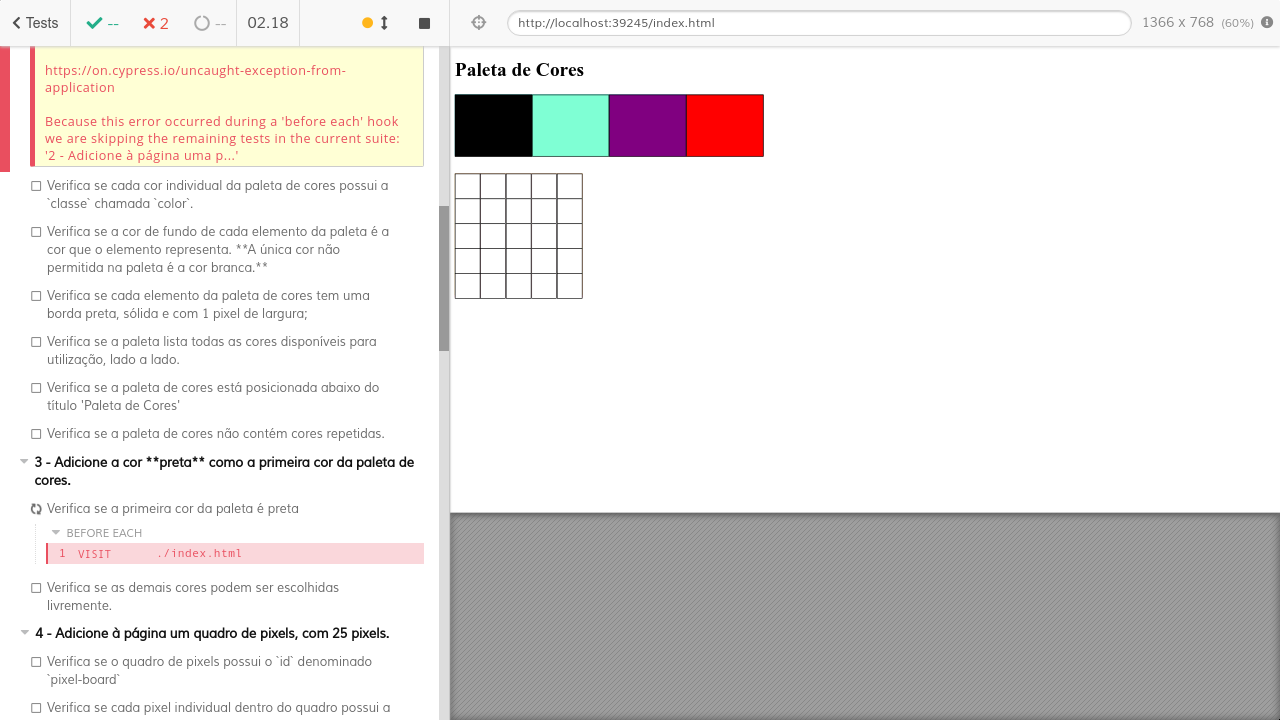 Tests
--
2
--
02.18
http://localhost:39245/index.html
1366 x 768 (60%)
https://on.cypress.io/uncaught-exception-from-
application
Because this error occurred during a 'before each' hook
we are skipping the remaining tests in the current suite:
'2 - Adicione à página uma p...'
Verifica se cada cor individual da paleta de cores possui a
`classe` chamada `color`.
Verifica se a cor de fundo de cada elemento da paleta é a
cor que o elemento representa. **A única cor não
permitida na paleta é a cor branca.**
Verifica se cada elemento da paleta de cores tem uma
borda preta, sólida e com 1 pixel de largura;
Verifica se a paleta lista todas as cores disponíveis para
utilização, lado a lado.
Verifica se a paleta de cores está posicionada abaixo do
título 'Paleta de Cores'
Verifica se a paleta de cores não contém cores repetidas.
3 - Adicione a cor **preta** como a primeira cor da paleta de
cores.
Verifica se a primeira cor da paleta é preta
BEFORE EACH
1 VISIT ./index.html
Verifica se as demais cores podem ser escolhidas
livremente.
4 - Adicione à página um quadro de pixels, com 25 pixels.
Verifica se o quadro de pixels possui o `id` denominado
`pixel-board`
Verifica se cada pixel individual dentro do quadro possui a
Paleta de Cores